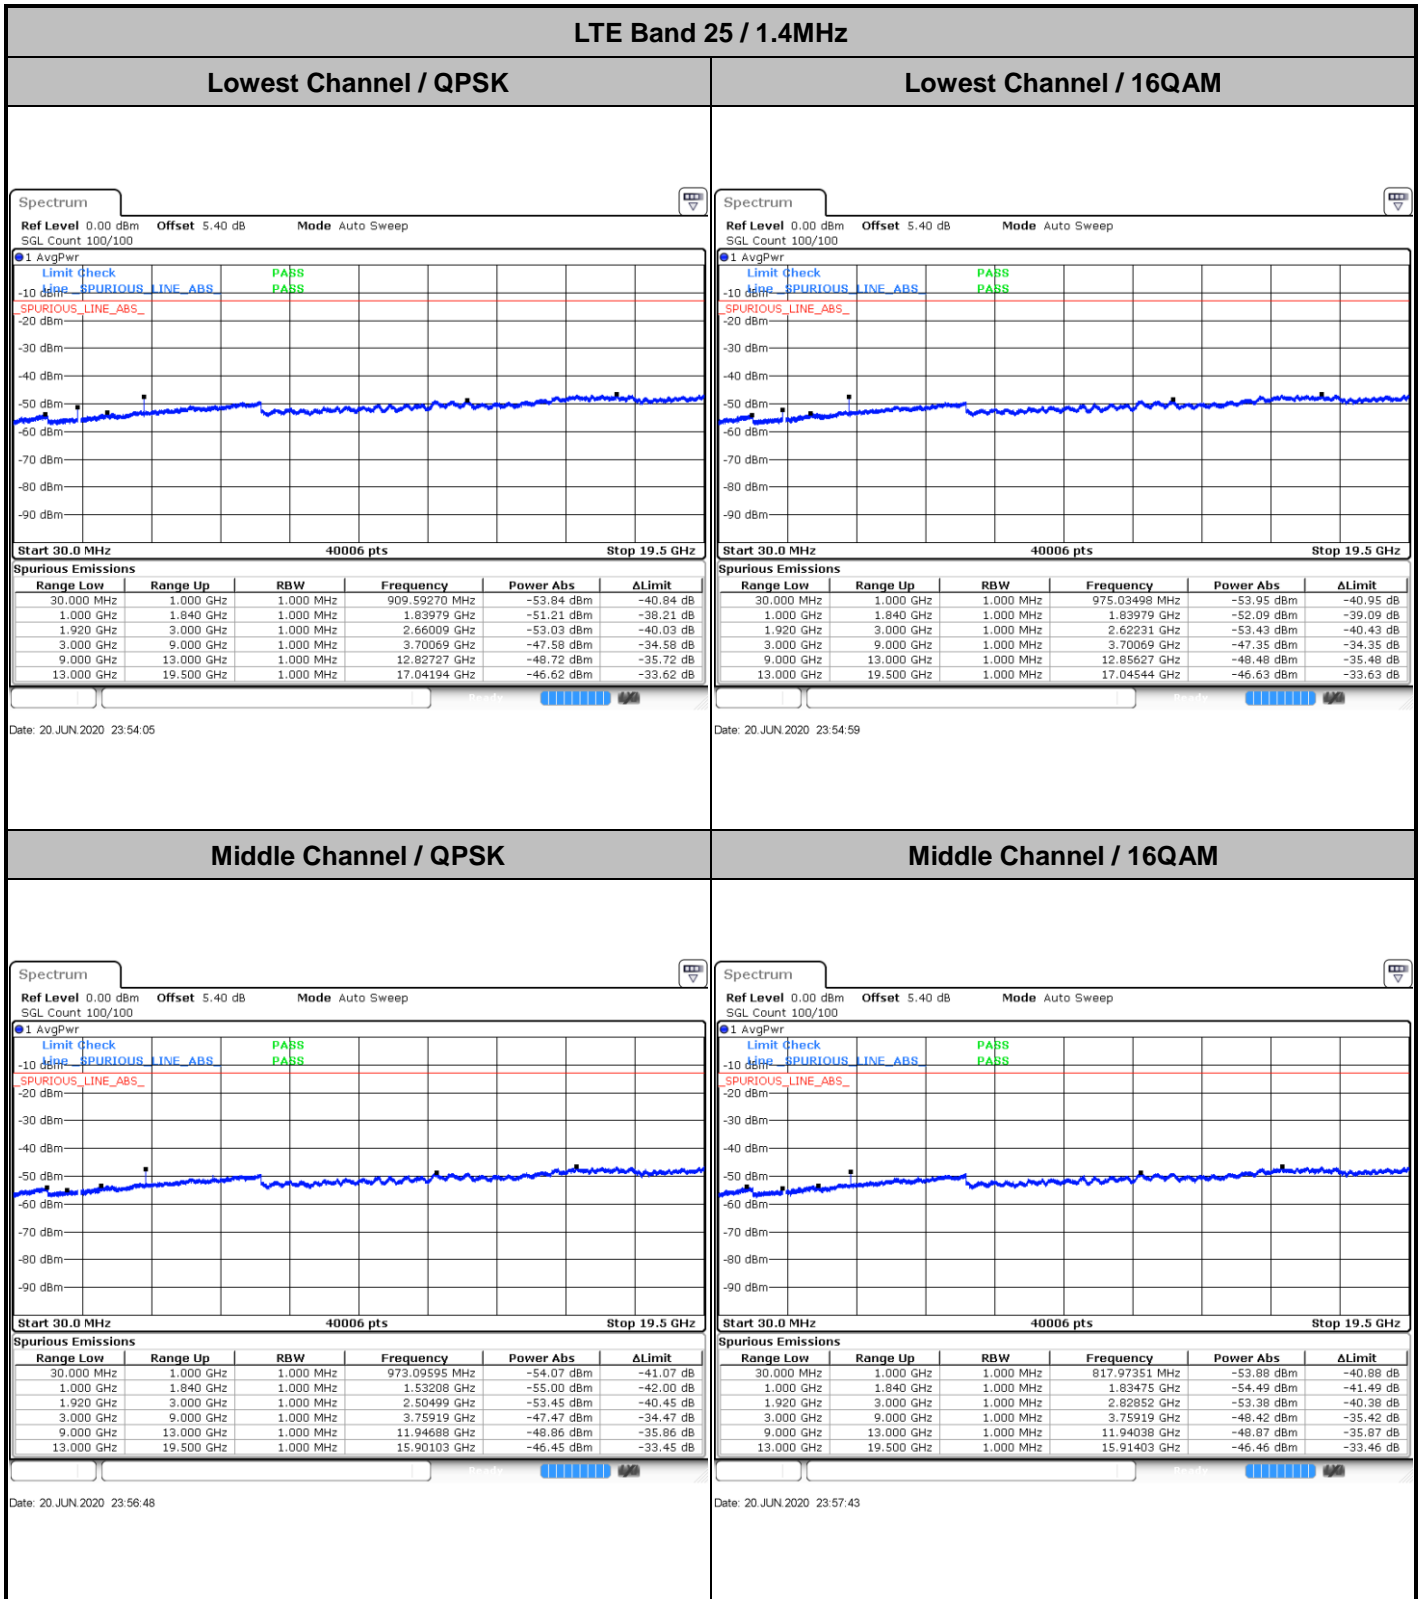 LTE Band 25 / 1.4MHz
Lowest Channel / QPSK
Lowest Channel / 16QAM
Spectrum
Ref Level 0.00 dBm Offset 5.40 dB Mode Auto Sweep
SGL Count 100/100
1 AvgPwr
Limit Check PASS
Line _SPURIOUS_LINE_ABS_ PASS
-10 dBm
_SPURIOUS_LINE_ABS_
-20 dBm
-30 dBm
-40 dBm
-50 dBm
-60 dBm
-70 dBm
-80 dBm
-90 dBm
Start 30.0 MHz 40006 pts Stop 19.5 GHz
Spurious Emissions
Range Low Range Up RBW Frequency Power Abs ΔLimit
30.000 MHz 1.000 GHz 1.000 MHz 909.59270 MHz -53.84 dBm -40.84 dB
1.000 GHz 1.840 GHz 1.000 MHz 1.83979 GHz -51.21 dBm -38.21 dB
1.920 GHz 3.000 GHz 1.000 MHz 2.66009 GHz -53.03 dBm -40.03 dB
3.000 GHz 9.000 GHz 1.000 MHz 3.70069 GHz -47.58 dBm -34.58 dB
9.000 GHz 13.000 GHz 1.000 MHz 12.82727 GHz -48.72 dBm -35.72 dB
13.000 GHz 19.500 GHz 1.000 MHz 17.04194 GHz -46.62 dBm -33.62 dB
Ready
Date: 20.JUN.2020 23:54:05
Spectrum
Ref Level 0.00 dBm Offset 5.40 dB Mode Auto Sweep
SGL Count 100/100
1 AvgPwr
Limit Check PASS
Line _SPURIOUS_LINE_ABS_ PASS
-10 dBm
_SPURIOUS_LINE_ABS_
-20 dBm
-30 dBm
-40 dBm
-50 dBm
-60 dBm
-70 dBm
-80 dBm
-90 dBm
Start 30.0 MHz 40006 pts Stop 19.5 GHz
Spurious Emissions
Range Low Range Up RBW Frequency Power Abs ΔLimit
30.000 MHz 1.000 GHz 1.000 MHz 975.03498 MHz -53.95 dBm -40.95 dB
1.000 GHz 1.840 GHz 1.000 MHz 1.83979 GHz -52.09 dBm -39.09 dB
1.920 GHz 3.000 GHz 1.000 MHz 2.62231 GHz -53.43 dBm -40.43 dB
3.000 GHz 9.000 GHz 1.000 MHz 3.70069 GHz -47.35 dBm -34.35 dB
9.000 GHz 13.000 GHz 1.000 MHz 12.85627 GHz -48.48 dBm -35.48 dB
13.000 GHz 19.500 GHz 1.000 MHz 17.04544 GHz -46.63 dBm -33.63 dB
Ready
Date: 20.JUN.2020 23:54:59
Middle Channel / QPSK
Middle Channel / 16QAM
Spectrum
Ref Level 0.00 dBm Offset 5.40 dB Mode Auto Sweep
SGL Count 100/100
1 AvgPwr
Limit Check PASS
Line _SPURIOUS_LINE_ABS_ PASS
-10 dBm
_SPURIOUS_LINE_ABS_
-20 dBm
-30 dBm
-40 dBm
-50 dBm
-60 dBm
-70 dBm
-80 dBm
-90 dBm
Start 30.0 MHz 40006 pts Stop 19.5 GHz
Spurious Emissions
Range Low Range Up RBW Frequency Power Abs ΔLimit
30.000 MHz 1.000 GHz 1.000 MHz 973.09595 MHz -54.07 dBm -41.07 dB
1.000 GHz 1.840 GHz 1.000 MHz 1.53208 GHz -55.00 dBm -42.00 dB
1.920 GHz 3.000 GHz 1.000 MHz 2.50499 GHz -53.45 dBm -40.45 dB
3.000 GHz 9.000 GHz 1.000 MHz 3.75919 GHz -47.47 dBm -34.47 dB
9.000 GHz 13.000 GHz 1.000 MHz 11.94688 GHz -48.86 dBm -35.86 dB
13.000 GHz 19.500 GHz 1.000 MHz 15.90103 GHz -46.45 dBm -33.45 dB
Ready
Date: 20.JUN.2020 23:56:48
Spectrum
Ref Level 0.00 dBm Offset 5.40 dB Mode Auto Sweep
SGL Count 100/100
1 AvgPwr
Limit Check PASS
Line _SPURIOUS_LINE_ABS_ PASS
-10 dBm
_SPURIOUS_LINE_ABS_
-20 dBm
-30 dBm
-40 dBm
-50 dBm
-60 dBm
-70 dBm
-80 dBm
-90 dBm
Start 30.0 MHz 40006 pts Stop 19.5 GHz
Spurious Emissions
Range Low Range Up RBW Frequency Power Abs ΔLimit
30.000 MHz 1.000 GHz 1.000 MHz 817.97351 MHz -53.88 dBm -40.88 dB
1.000 GHz 1.840 GHz 1.000 MHz 1.83475 GHz -54.49 dBm -41.49 dB
1.920 GHz 3.000 GHz 1.000 MHz 2.82852 GHz -53.38 dBm -40.38 dB
3.000 GHz 9.000 GHz 1.000 MHz 3.75919 GHz -48.42 dBm -35.42 dB
9.000 GHz 13.000 GHz 1.000 MHz 11.94038 GHz -48.87 dBm -35.87 dB
13.000 GHz 19.500 GHz 1.000 MHz 15.91403 GHz -46.46 dBm -33.46 dB
Ready
Date: 20.JUN.2020 23:57:43